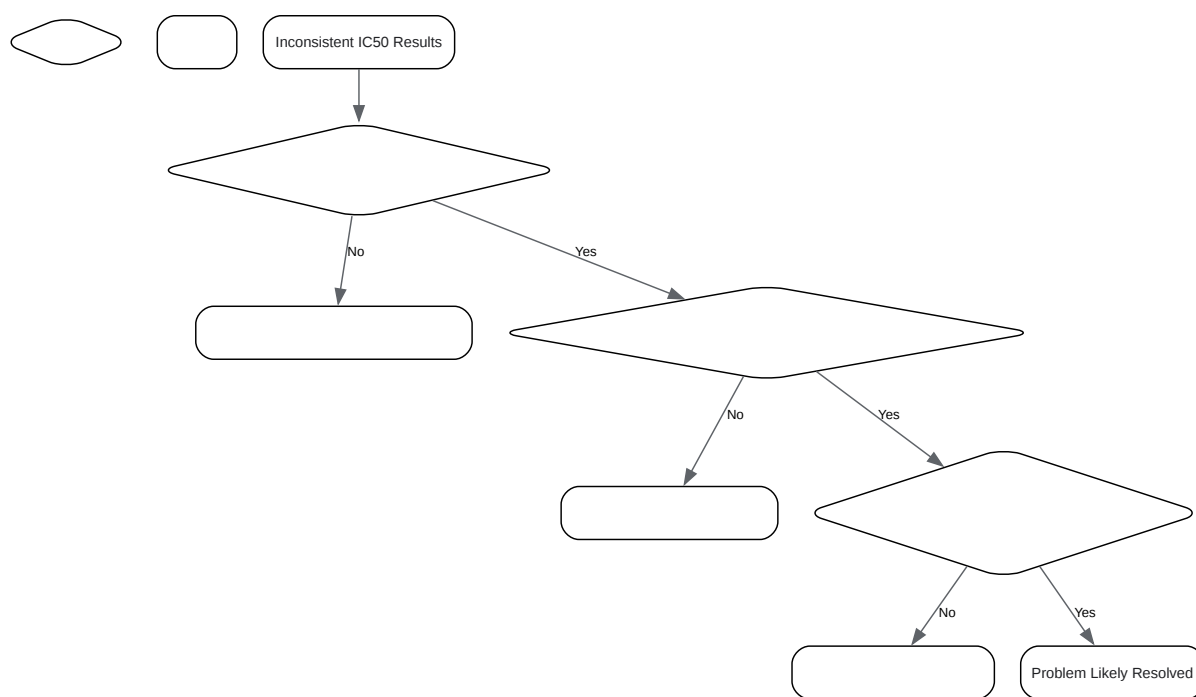 Inconsistent IC50 Results
No
Yes
No
Yes
No
Yes
Problem Likely Resolved